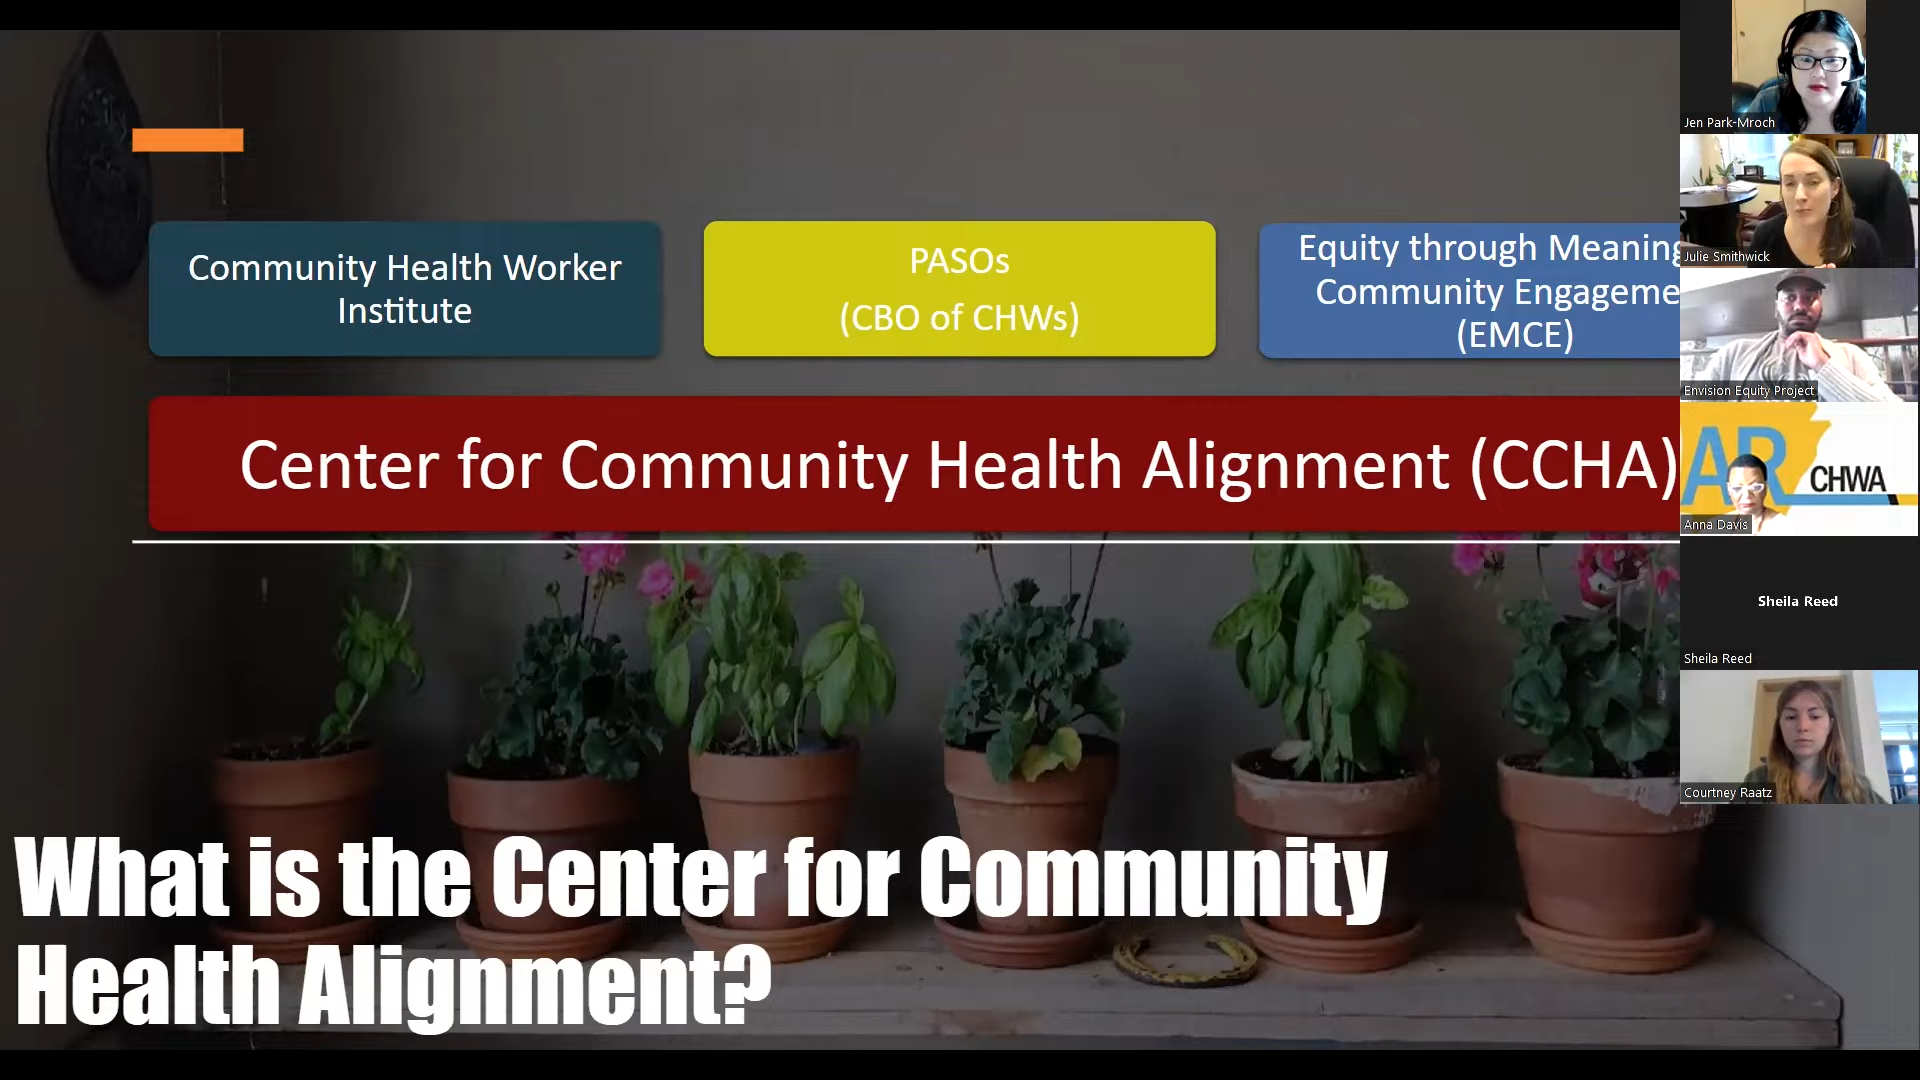 Community Health Worker
Institute
PASOs
(CBO of CHWs)
Equity through Meaning
Community Engageme
(EMCE)
Center for Community Health Alignment (CCHA)
What is the Center for Community
Health Alignment?
Jen Park-Mroch
Julie Smithwick
Envision Equity Project
AR
CHWA
Anna Davis
Sheila Reed
Sheila Reed
Courtney Raatz